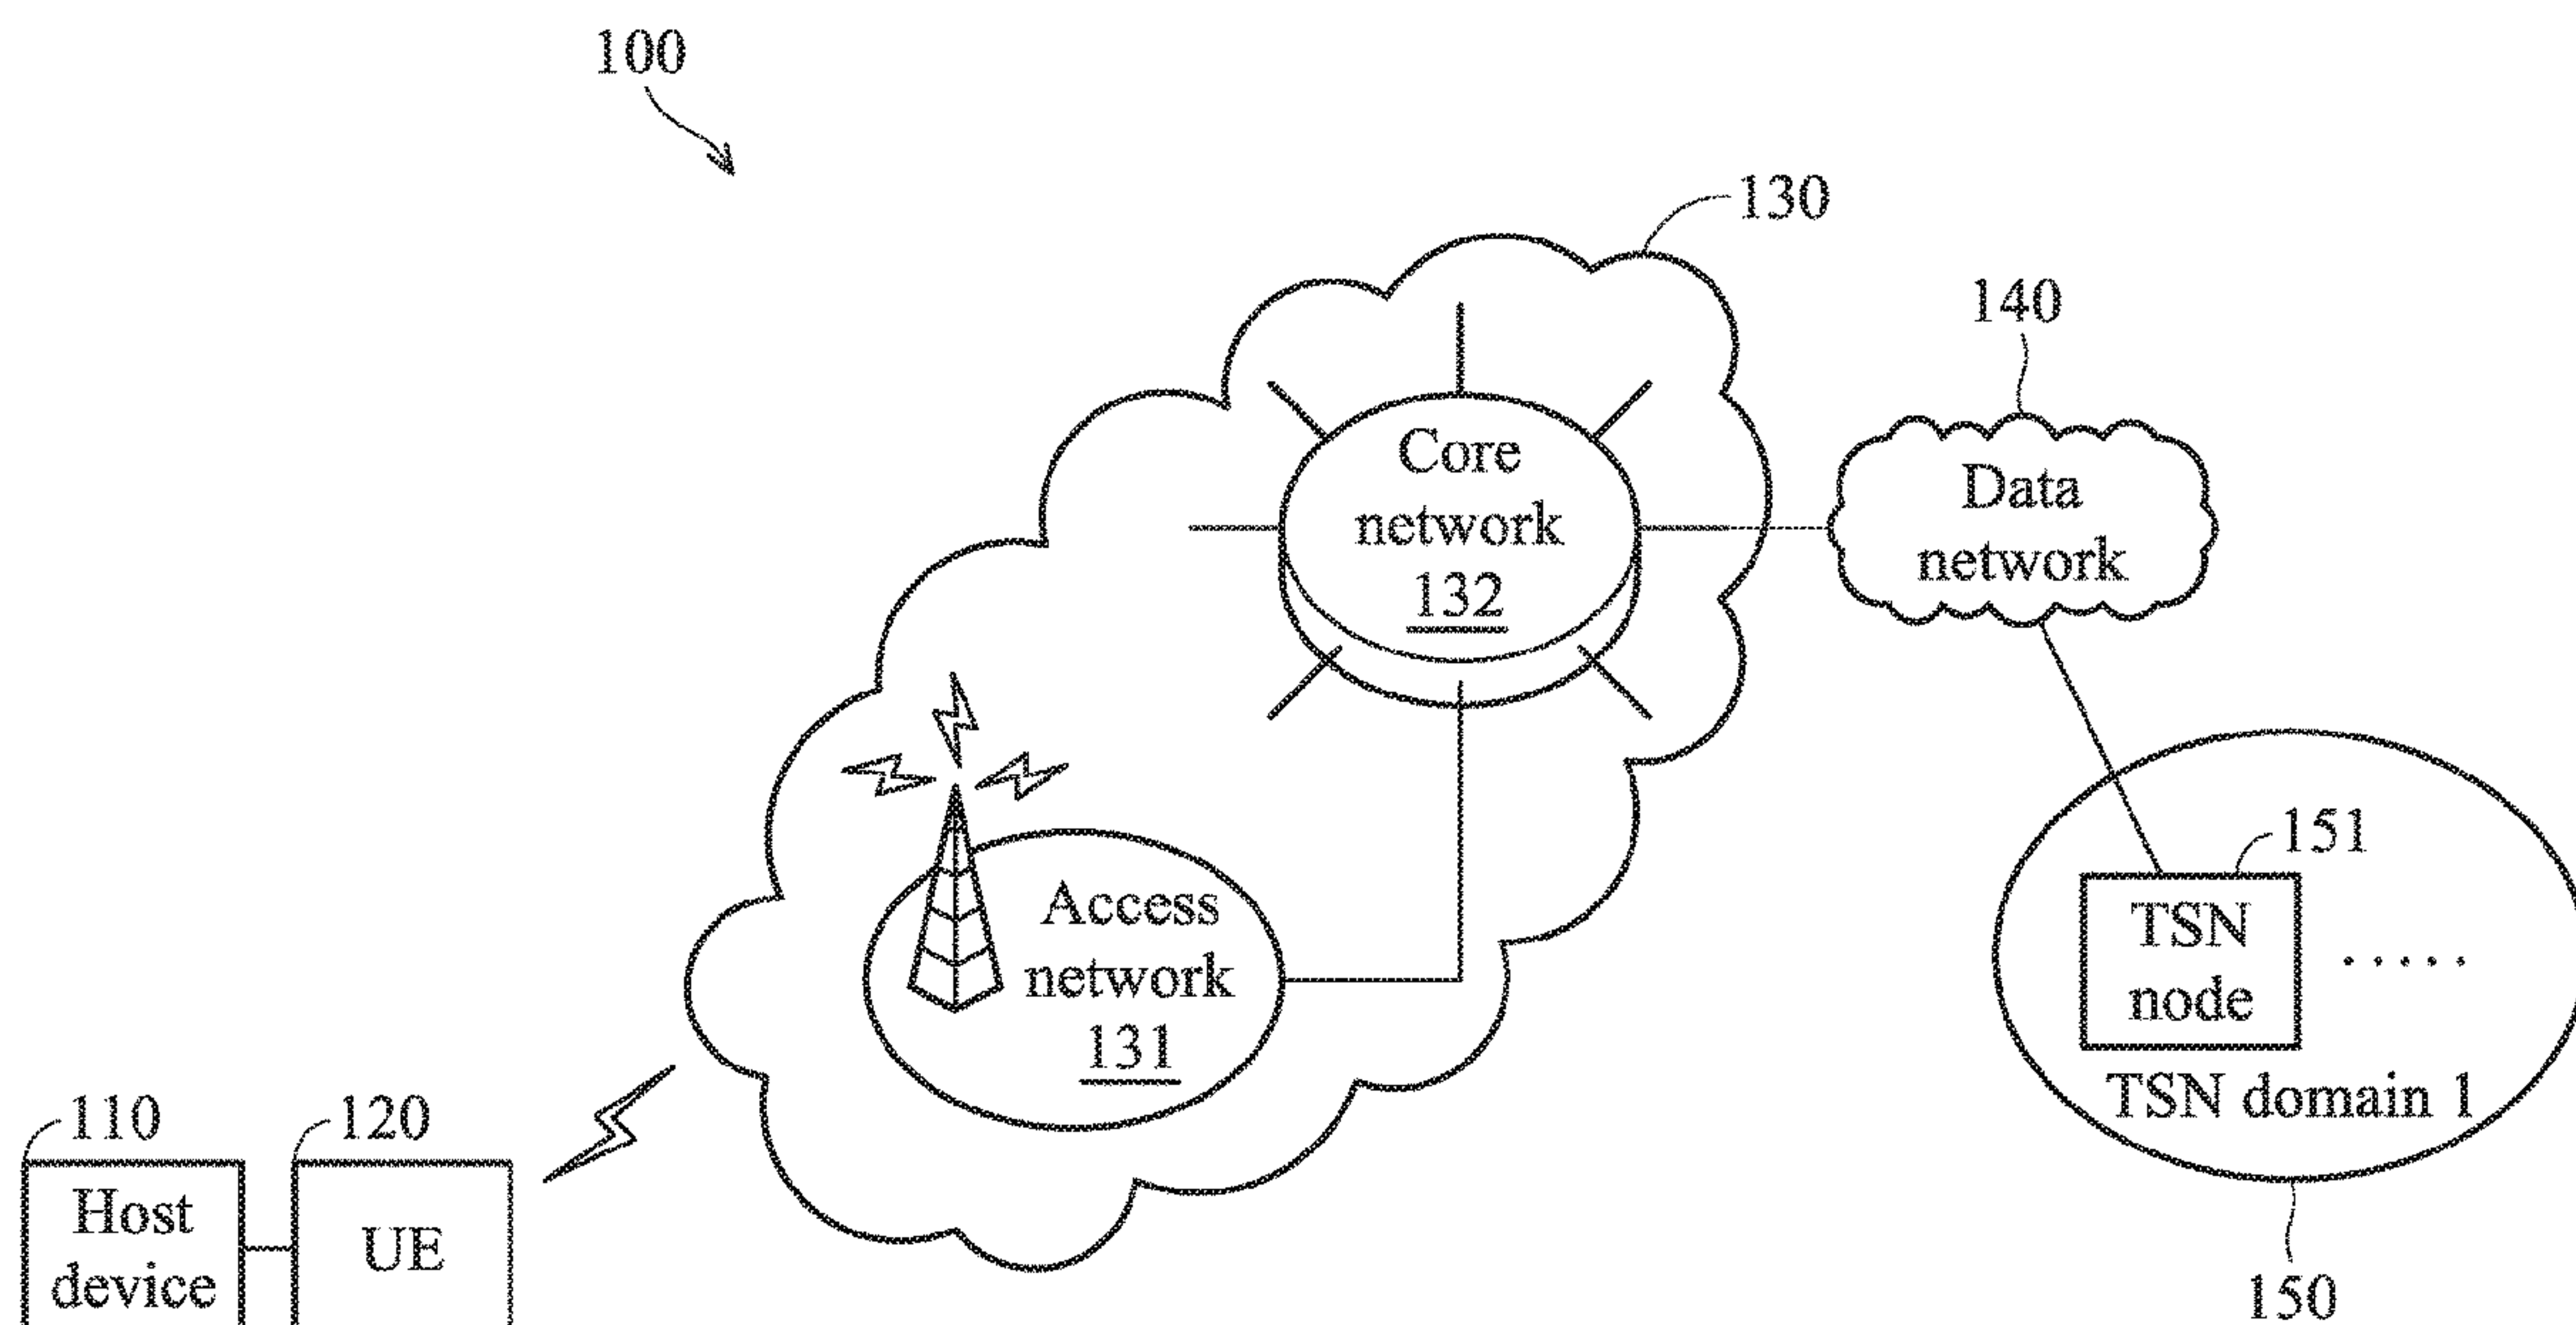 100
130
140
Core
network
132
Data
network
151
TSN
node
.....
TSN domain 1
150
Access
network
131
110
120
Host
device
UE